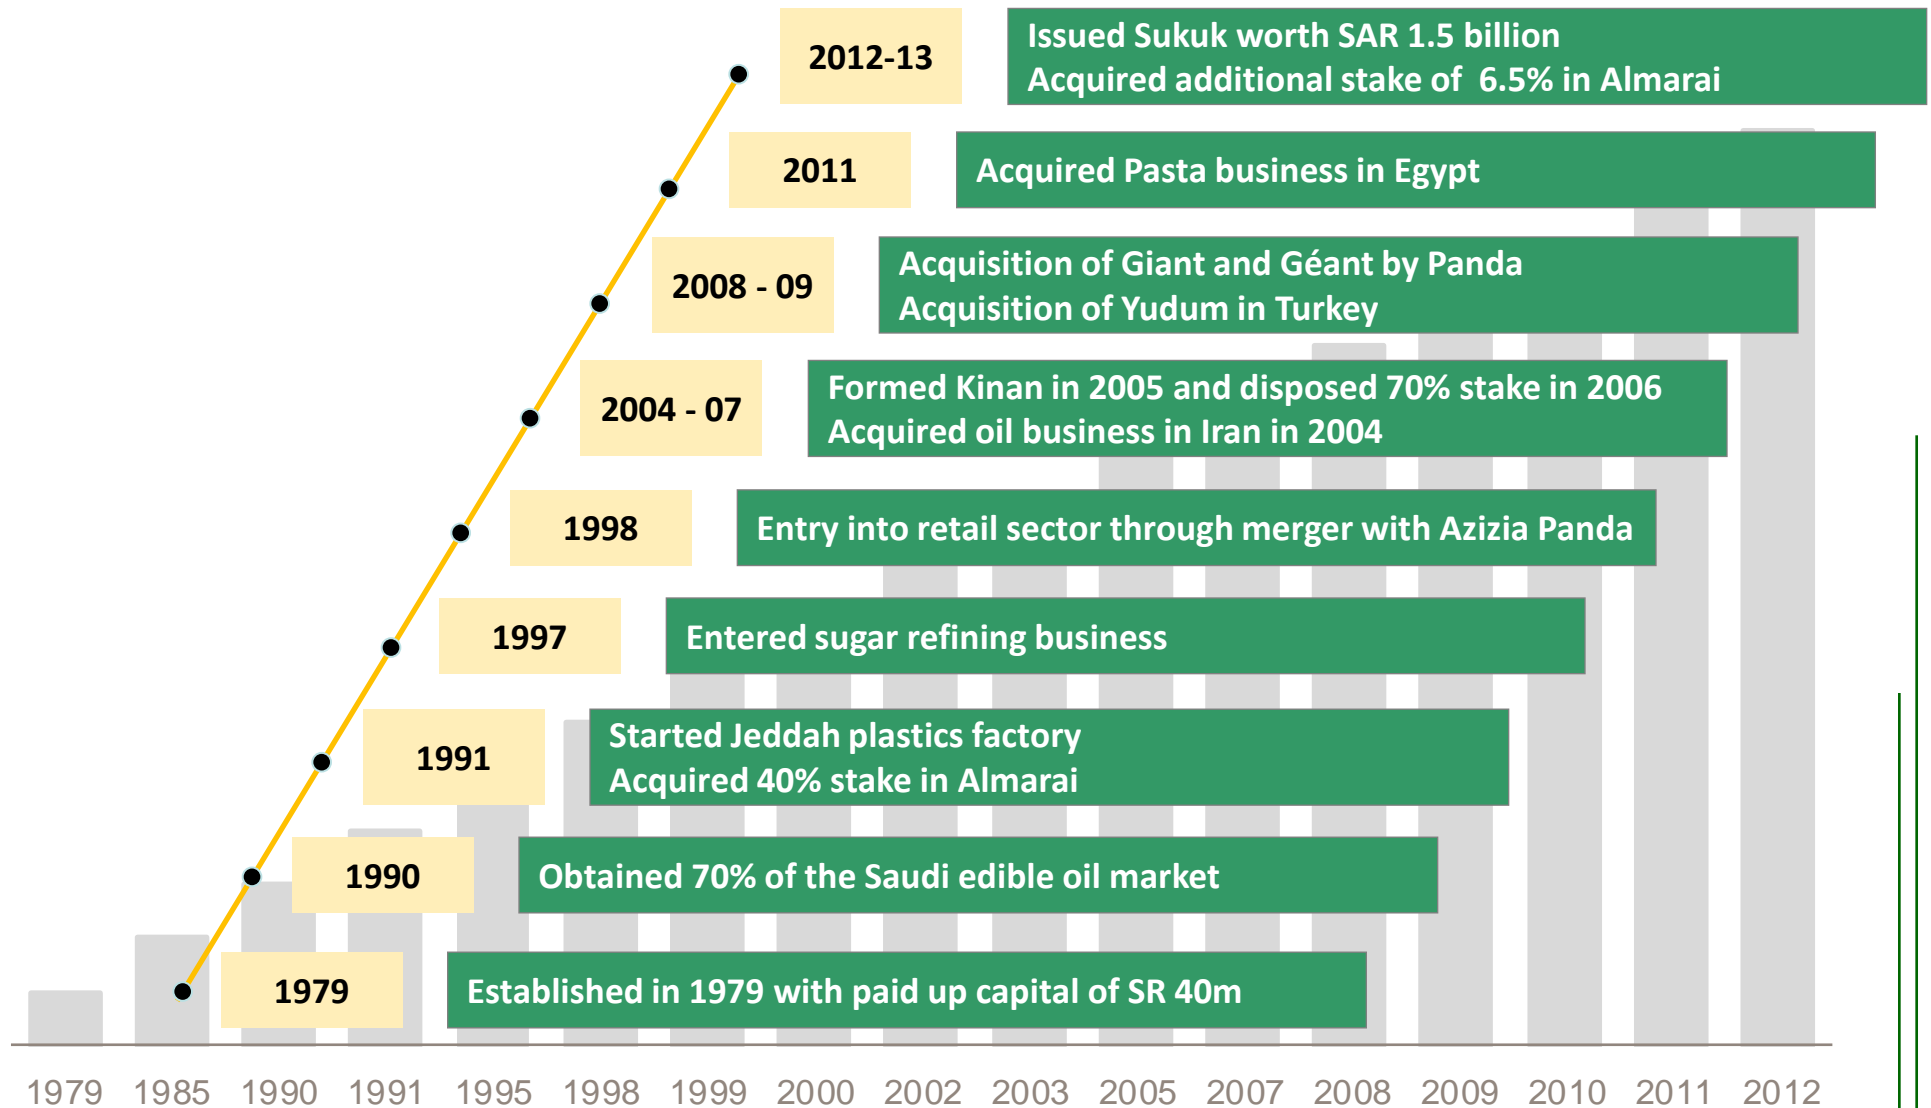 2012-13
Issued Sukuk worth SAR 1.5 billion
Acquired additional stake of 6.5% in Almarai
2011
Acquired Pasta business in Egypt
2008 - 09
Acquisition of Giant and Géant by Panda
Acquisition of Yudum in Turkey
2004 - 07
Formed Kinan in 2005 and disposed 70% stake in 2006
Acquired oil business in Iran in 2004
1998
Entry into retail sector through merger with Azizia Panda
1997
Entered sugar refining business
1991
Started Jeddah plastics factory
Acquired 40% stake in Almarai
1990
Obtained 70% of the Saudi edible oil market
1979
Established in 1979 with paid up capital of SR 40m
1979 1985 1990 1991 1995 1998 1999 2000 2002 2003 2005 2007 2008 2009 2010 2011 2012